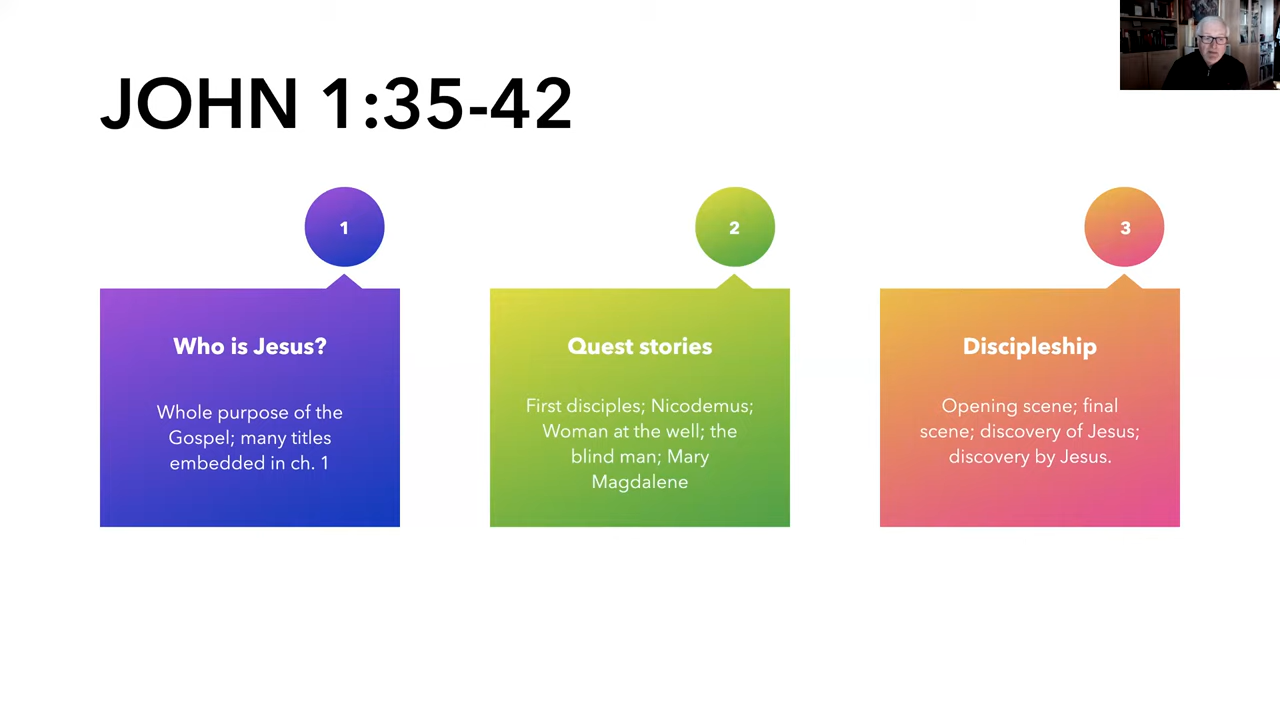 JOHN 1:35-42
1
Who is Jesus?
Whole purpose of the
Gospel; many titles
embedded in ch. 1
2
Quest stories
First disciples; Nicodemus;
Woman at the well; the
blind man; Mary
Magdalene
3
Discipleship
Opening scene; final
scene; discovery of Jesus;
discovery by Jesus.